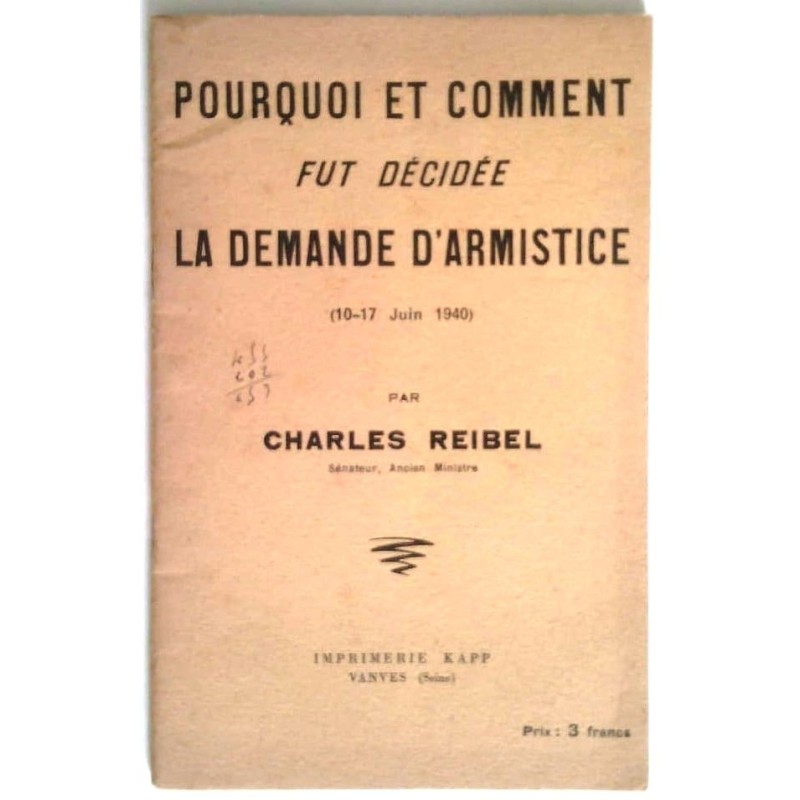 POURQUOI ET COMMENT
FUT DÉCIDÉE
LA DEMANDE D'ARMISTICE
(10-17 Juin 1940)
PAR
CHARLES REIBEL
Sénateur, Ancien Ministre
IMPRIMERIE KAPP
VANVES (Seine)
Prix : 3 francs